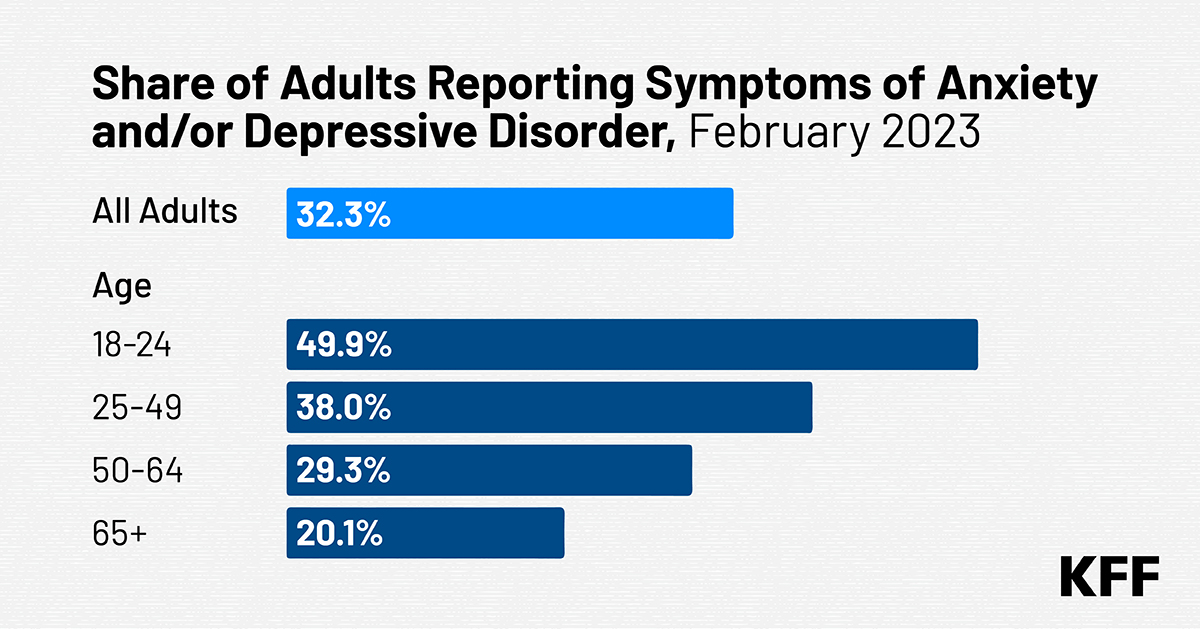 Share of Adults Reporting Symptoms of Anxiety
and/or Depressive Disorder, February 2023
All Adults 32.3%
Age
18-24 49.9%
25-49 38.0%
50-64 29.3%
65+ 20.1%
KFF